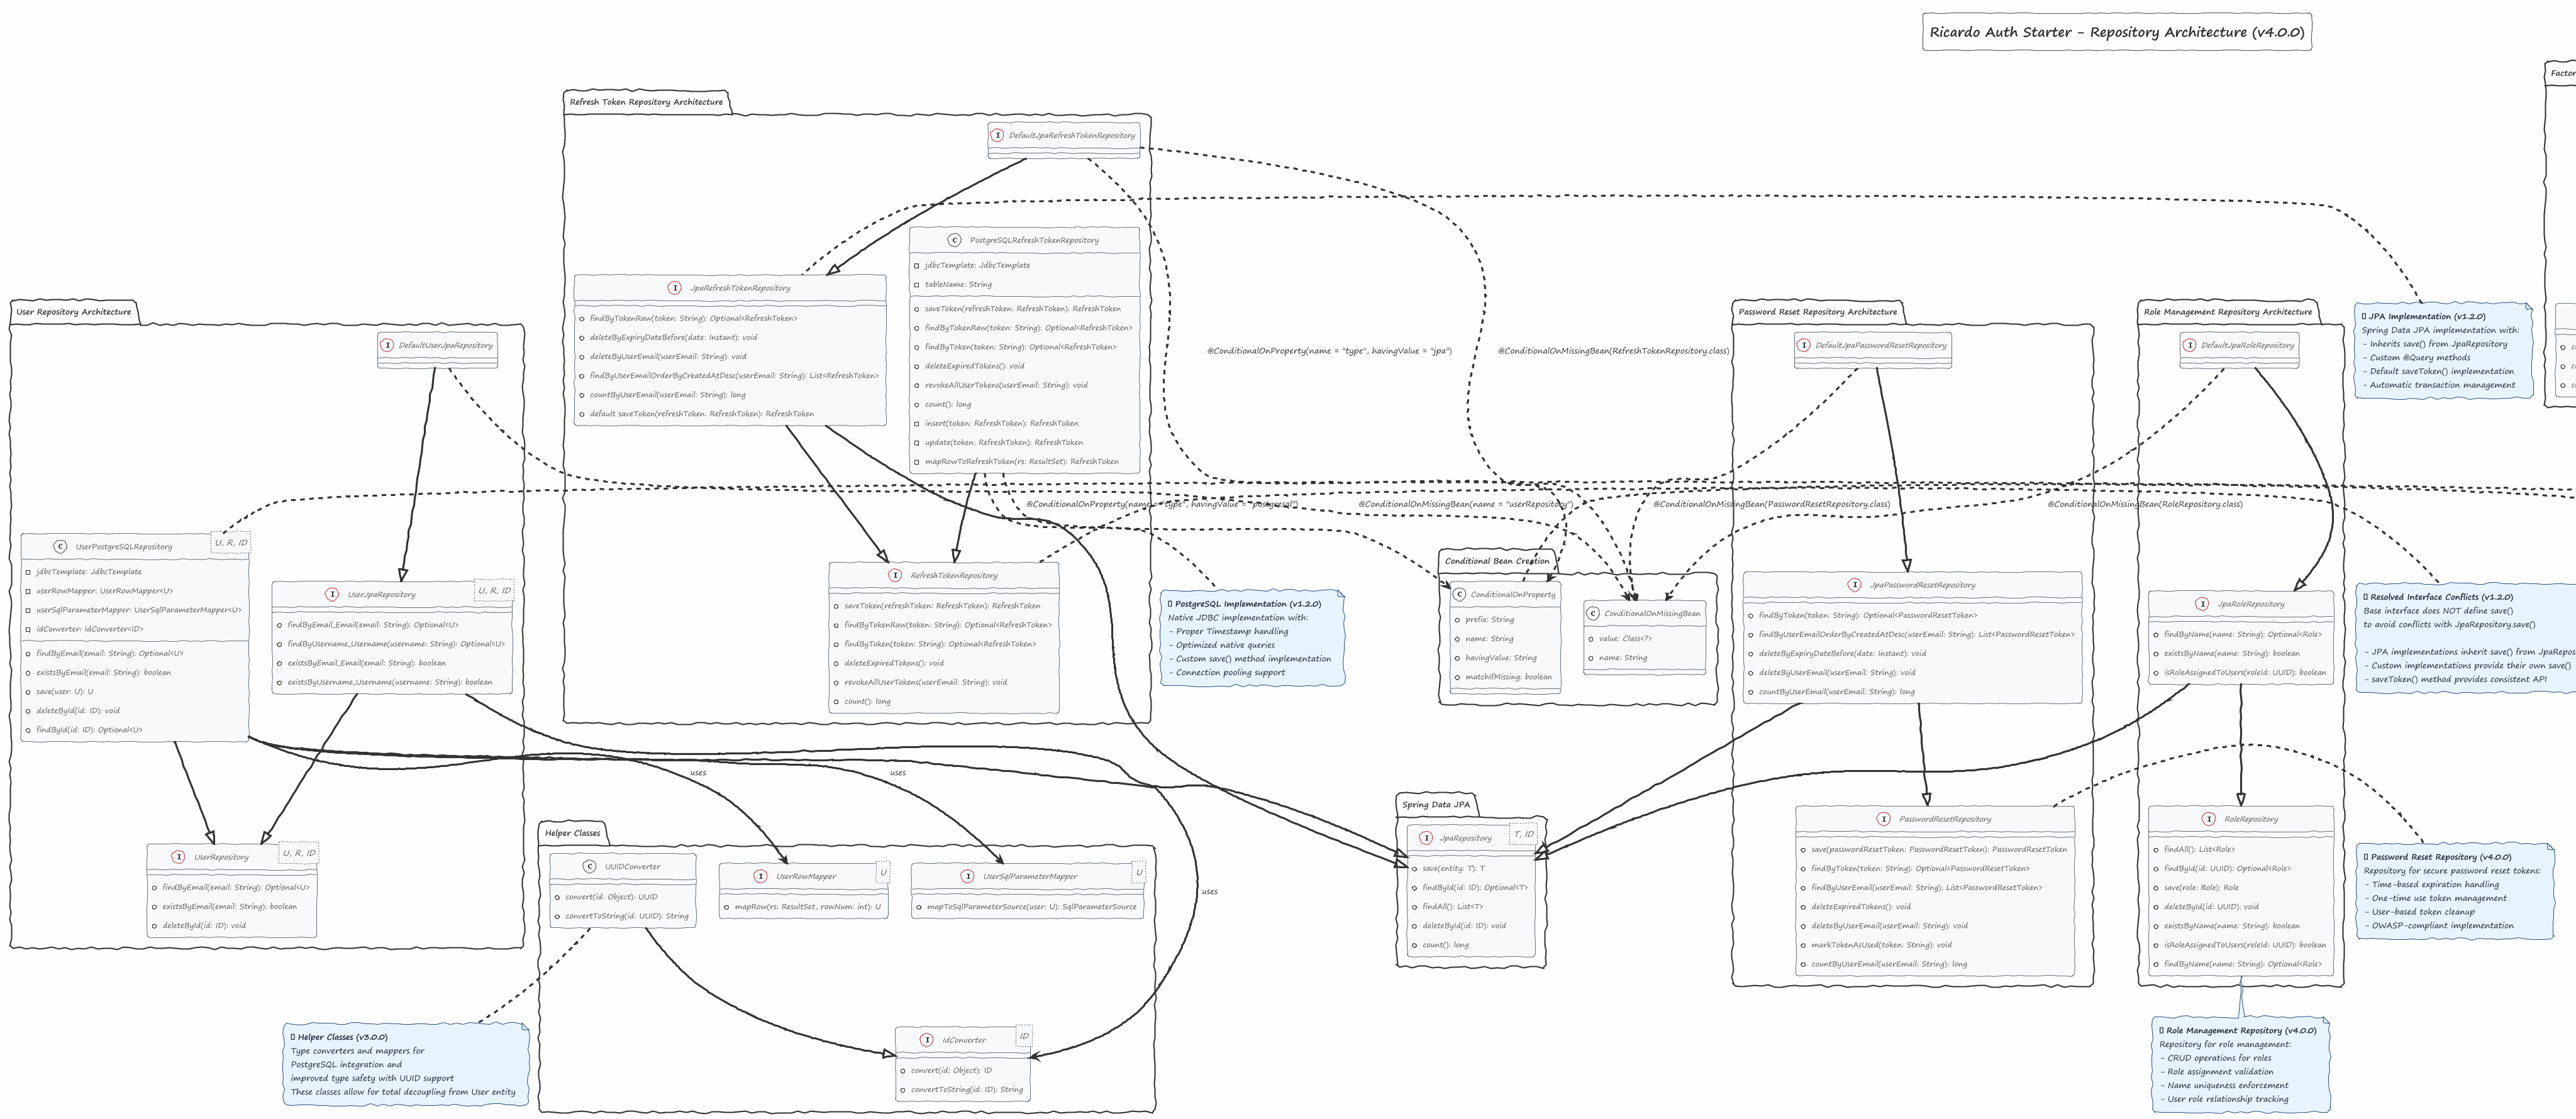 Ricardo Auth Starter - Repository Architecture (v4.0.0)
Refresh Token Repository Architecture
DefaultJpaRefreshTokenRepository
JpaRefreshTokenRepository
findByTokenRaw(token: String): Optional<RefreshToken>
deleteByExpiryDateBefore(date: Instant): void
deleteByUserEmail(userEmail: String): void
findByUserEmailOrderByCreatedAtDesc(userEmail: String): List<RefreshToken>
countByUserEmail(userEmail: String): long
default saveToken(refreshToken: RefreshToken): RefreshToken
PostgreSQLRefreshTokenRepository
jdbcTemplate: JdbcTemplate
tableName: String
saveToken(refreshToken: RefreshToken): RefreshToken
findByTokenRaw(token: String): Optional<RefreshToken>
findByToken(token: String): Optional<RefreshToken>
deleteExpiredTokens(): void
revokeAllUserTokens(userEmail: String): void
count(): long
insert(token: RefreshToken): RefreshToken
update(token: RefreshToken): RefreshToken
mapRowToRefreshToken(rs: ResultSet): RefreshToken
RefreshTokenRepository
saveToken(refreshToken: RefreshToken): RefreshToken
findByTokenRaw(token: String): Optional<RefreshToken>
findByToken(token: String): Optional<RefreshToken>
deleteExpiredTokens(): void
revokeAllUserTokens(userEmail: String): void
count(): long
User Repository Architecture
DefaultUserJpaRepository
UserPostgreSQLRepository
U, R, ID
jdbcTemplate: JdbcTemplate
userRowMapper: UserRowMapper<U>
userSqlParameterMapper: UserSqlParameterMapper<U>
idConverter: IdConverter<ID>
findByEmail(email: String): Optional<U>
existsByEmail(email: String): boolean
save(user: U): U
deleteById(id: ID): void
findById(id: ID): Optional<U>
UserJpaRepository
U, R, ID
findByEmail_Email(email: String): Optional<U>
findByUsername_Username(username: String): Optional<U>
existsByEmail_Email(email: String): boolean
existsByUsername_Username(username: String): boolean
UserRepository
U, R, ID
findByEmail(email: String): Optional<U>
existsByEmail(email: String): boolean
deleteById(id: ID): void
@ConditionalOnProperty(name = "type", havingValue = "jpa")
@ConditionalOnMissingBean(RefreshTokenRepository.class)
@ConditionalOnProperty(name = "type", havingValue = "postgresql")
@ConditionalOnMissingBean(name = "userRepository")
@ConditionalOnMissingBean(PasswordResetRepository.class)
@ConditionalOnMissingBean(RoleRepository.class)
PostgreSQL Implementation (v1.2.0)
Native JDBC implementation with:
- Proper Timestamp handling
- Optimized native queries
- Custom save() method implementation
- Connection pooling support
Conditional Bean Creation
ConditionalOnProperty
prefix: String
name: String
havingValue: String
matchIfMissing: boolean
ConditionalOnMissingBean
value: Class<?>
name: String
Password Reset Repository Architecture
DefaultJpaPasswordResetRepository
JpaPasswordResetRepository
findByToken(token: String): Optional<PasswordResetToken>
findByUserEmailOrderByCreatedAtDesc(userEmail: String): List<PasswordResetToken>
deleteByExpiryDateBefore(date: Instant): void
deleteByUserEmail(userEmail: String): void
countByUserEmail(userEmail: String): long
PasswordResetRepository
save(passwordResetToken: PasswordResetToken): PasswordResetToken
findByToken(token: String): Optional<PasswordResetToken>
findByUserEmail(userEmail: String): List<PasswordResetToken>
deleteExpiredTokens(): void
deleteByUserEmail(userEmail: String): void
markTokenAsUsed(token: String): void
countByUserEmail(userEmail: String): long
Role Management Repository Architecture
DefaultJpaRoleRepository
JpaRoleRepository
findByName(name: String): Optional<Role>
existsByName(name: String): boolean
isRoleAssignedToUsers(roleId: UUID): boolean
RoleRepository
findAll(): List<Role>
findById(id: UUID): Optional<Role>
save(role: Role): Role
deleteById(id: UUID): void
existsByName(name: String): boolean
isRoleAssignedToUsers(roleId: UUID): boolean
findByName(name: String): Optional<Role>
JPA Implementation (v1.2.0)
Spring Data JPA implementation with:
- Inherits save() from JpaRepository
- Custom @Query methods
- Default saveToken() implementation
- Automatic transaction management
Resolved Interface Conflicts (v1.2.0)
Base interface does NOT define save()
to avoid conflicts with JpaRepository.save()
- JPA implementations inherit save() from JpaRepos
- Custom implementations provide their own save()
- saveToken() method provides consistent API
Password Reset Repository (v4.0.0)
Repository for secure password reset tokens:
- Time-based expiration handling
- One-time use token management
- User-based token cleanup
- OWASP-compliant implementation
Role Management Repository (v4.0.0)
Repository for role management:
- CRUD operations for roles
- Role assignment validation
- Name uniqueness enforcement
- User role relationship tracking
Spring Data JPA
JpaRepository
T, ID
save(entity: T): T
findById(id: ID): Optional<T>
findAll(): List<T>
deleteById(id: ID): void
count(): long
uses
uses
uses
Helper Classes
UUIDConverter
convert(id: Object): UUID
convertToString(id: UUID): String
UserRowMapper
U
mapRow(rs: ResultSet, rowNum: int): U
UserSqlParameterMapper
U
mapToSqlParameterSource(user: U): SqlParameterSource
IdConverter
ID
convert(id: Object): ID
convertToString(id: ID): String
Helper Classes (v3.0.0)
Type converters and mappers for
PostgreSQL integration and
improved type safety with UUID support
These classes allow for total decoupling from User entity
Factor